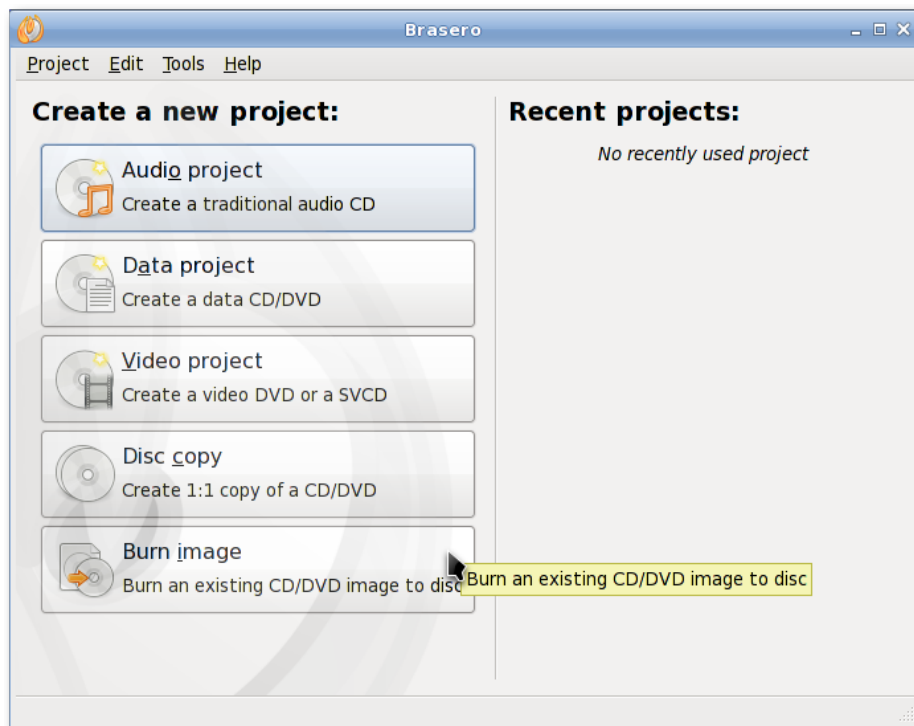 Brasero
Project Edit Tools Help
Create a new project:
Audio project
Create a traditional audio CD
Data project
Create a data CD/DVD
Video project
Create a video DVD or a SVCD
Disc copy
Create 1:1 copy of a CD/DVD
Burn image
Burn an existing CD/DVD image to disc
Burn an existing CD/DVD image to disc
Recent projects:
No recently used project